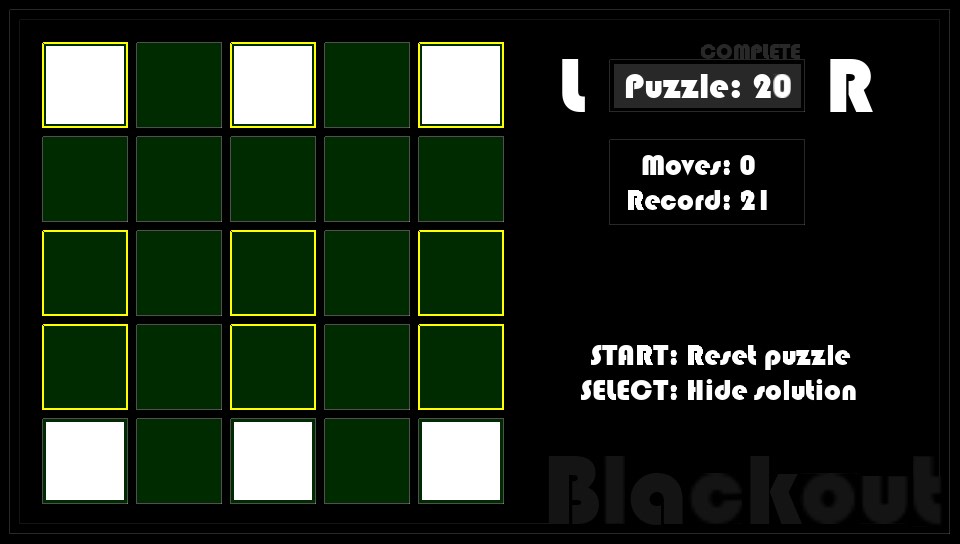 COMPLETE
L Puzzle: 20 R
Moves: 0
Record: 21
START: Reset puzzle
SELECT: Hide solution
Blackout